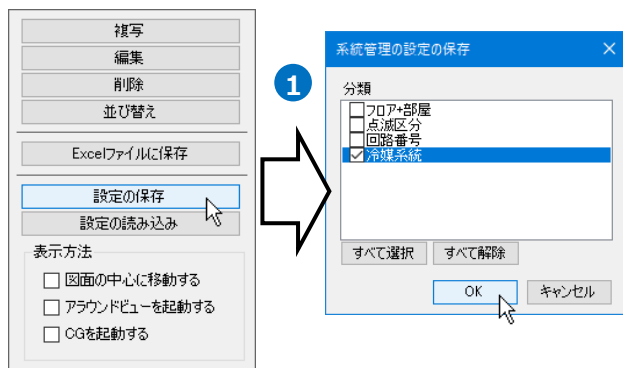 複写
編集
削除
並び替え
Excelファイルに保存
設定の保存
設定の読み込み
表示方法
図面の中心に移動する
アラウンドビューを起動する
CGを起動する
1
系統管理の設定の保存
分類
フロア+部屋
点滅区分
回路番号
冷媒系統
すべて選択 すべて解除
OK キャンセル